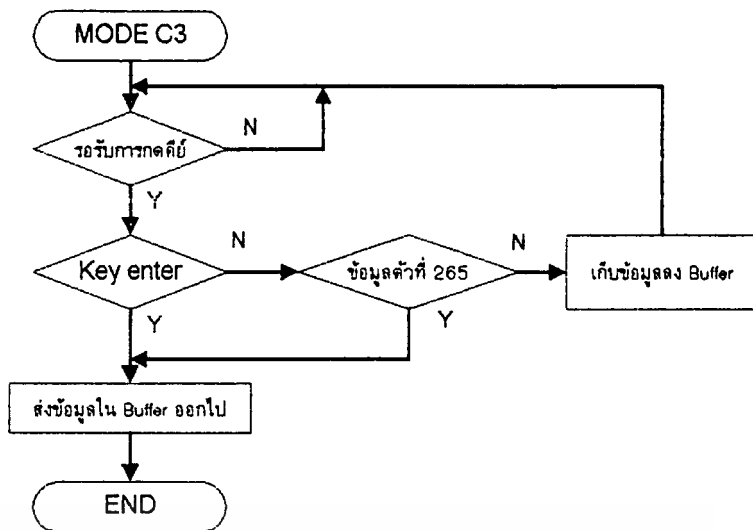 MODE C3
รอรับการกดคีย์
N
Y
Key enter
N
ข้อมูลตัวที่ 265
N
เก็บข้อมูลลง Buffer
Y
Y
ส่งข้อมูลใน Buffer ออกไป
END